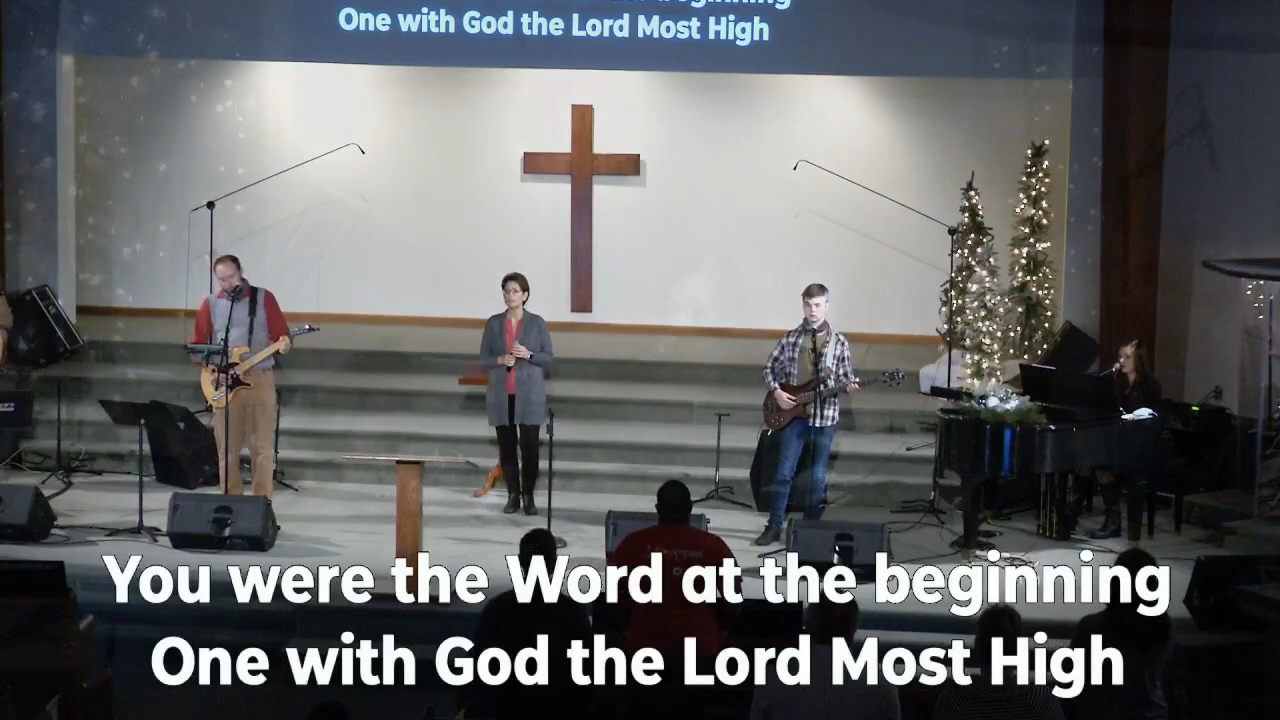 beginning
One with God the Lord Most High
You were the Word at the beginning
One with God the Lord Most High